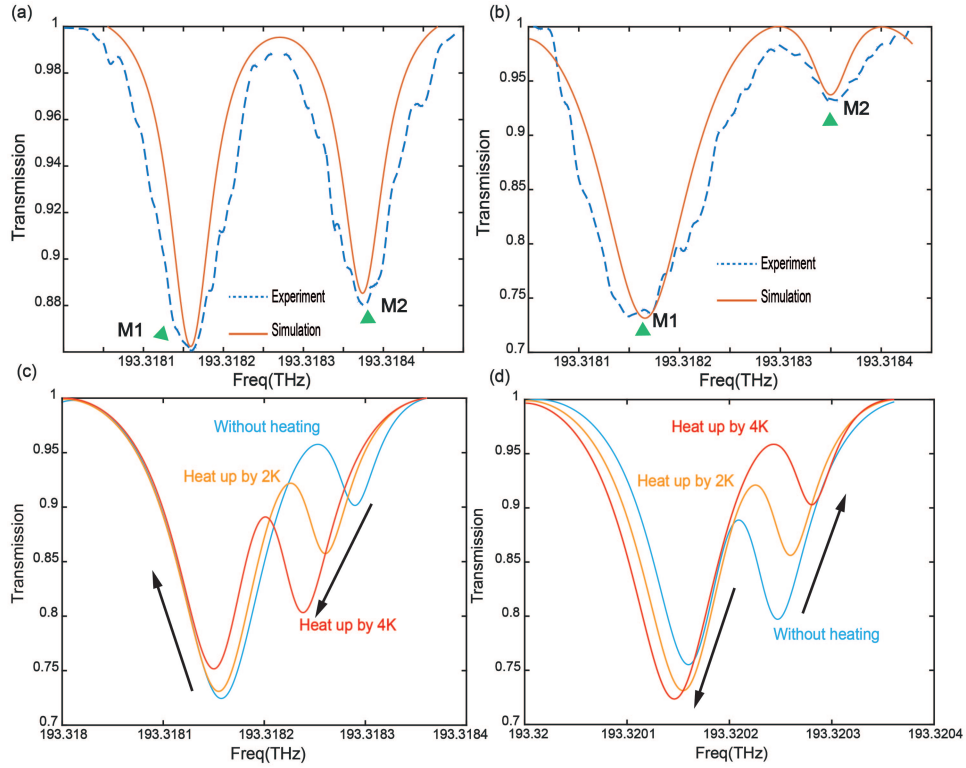 (a)
1
0.98
0.96
0.94
0.92
0.9
0.88
Transmission
M1
M2
Experiment
Simulation
193.3181
193.3182
193.3183
193.3184
Freq(THz)
(b)
1
0.95
0.9
0.85
0.8
0.75
0.7
Transmission
M2
Experiment
Simulation
M1
193.3181
193.3182
193.3183
193.3184
Freq(THz)
(c)
1
0.95
0.9
0.85
0.8
0.75
0.7
Transmission
Without heating
Heat up by 2K
Heat up by 4K
193.318
193.3181
193.3182
193.3183
193.3184
Freq(THz)
(d)
1
0.95
0.9
0.85
0.8
0.75
0.7
Transmission
Heat up by 4K
Heat up by 2K
Without heating
193.32
193.3201
193.3202
193.3203
193.3204
Freq(THz)